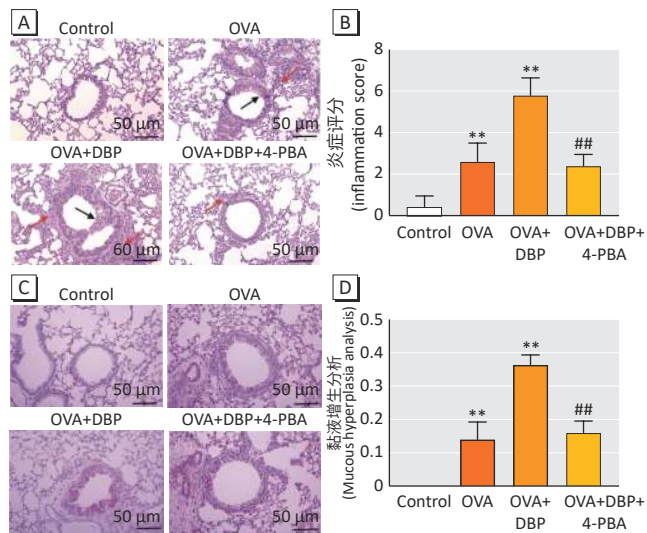 A
Control
OVA
50 μm
50 μm
OVA+DBP
OVA+DBP+4-PBA
60 μm
50 μm
B
炎症评分
(inflammation score)
8
6
4
2
0
**
**
##
Control
OVA
OVA+
DBP
OVA+DBP+
4-PBA
C
Control
OVA
50 μm
50 μm
OVA+DBP
OVA+DBP+4-PBA
50 μm
50 μm
D
黏液增生分析
(Mucous hyperplasia analysis)
0.5
0.4
0.3
0.2
0.1
0
**
**
##
Control
OVA
OVA+
DBP
OVA+DBP+
4-PBA